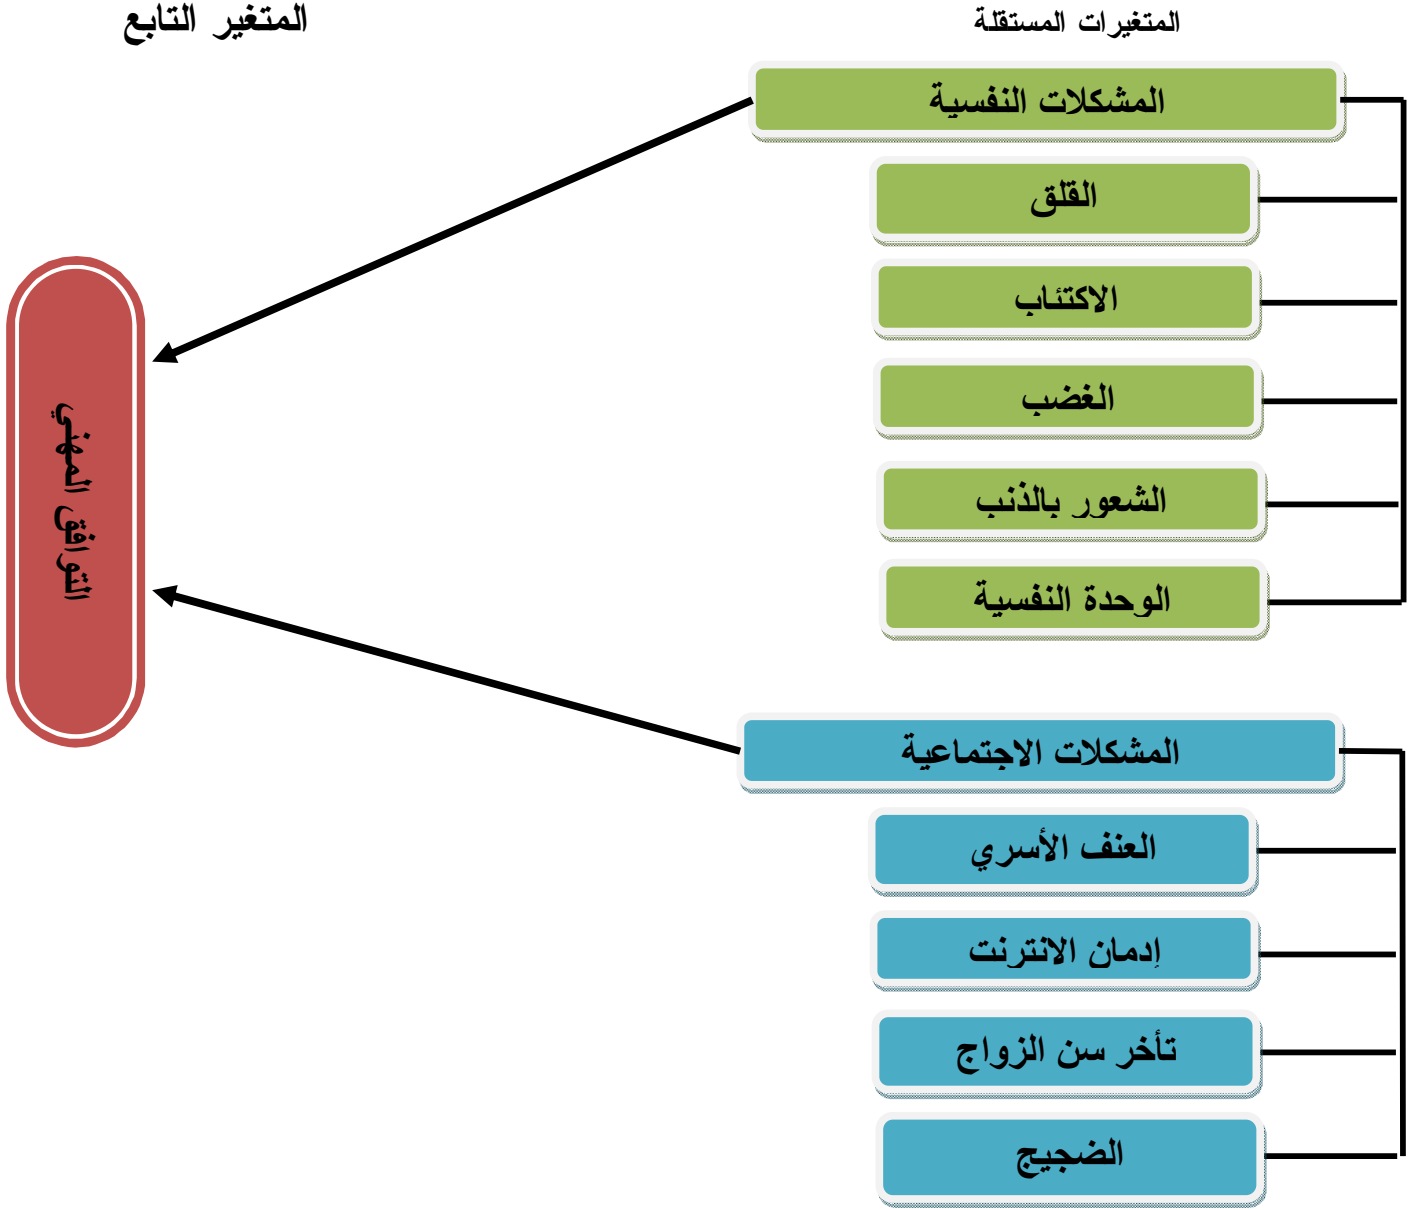 المتغيرات المستقلة
المتغير التابع
المشكلات النفسية
القلق
الاكتئاب
الغضب
الشعور بالذنب
الوحدة النفسية
المشكلات الاجتماعية
العنف الأسري
إدمان الانترنت
تأخر سن الزواج
الضجيج
التوافق المهني